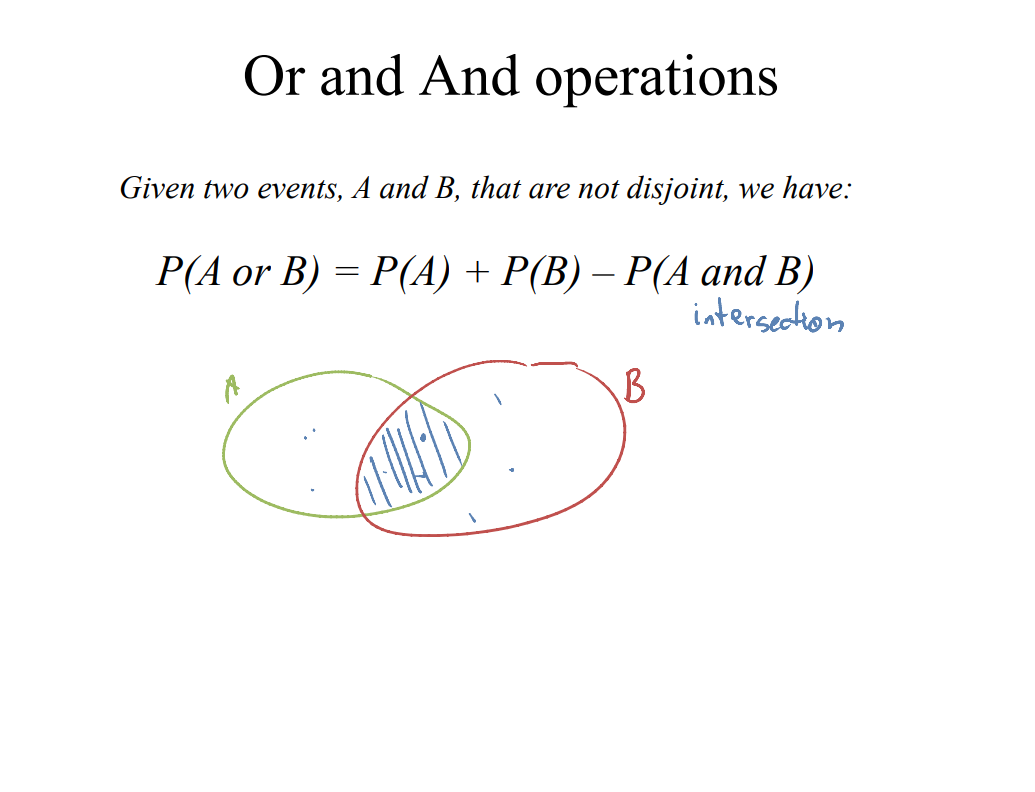 Or and And operations
Given two events, A and B, that are not disjoint, we have:
P(A or B) = P(A) + P(B) – P(A and B)
intersection
A
B